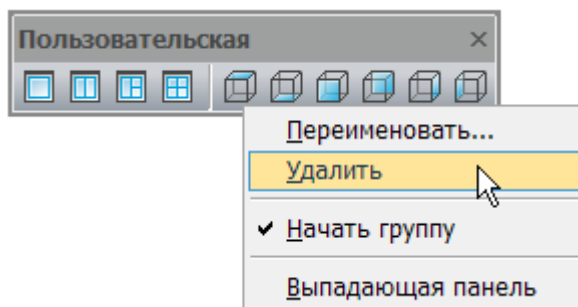 Пользовательская
Переименовать...
Удалить
Начать группу
Выпадающая панель